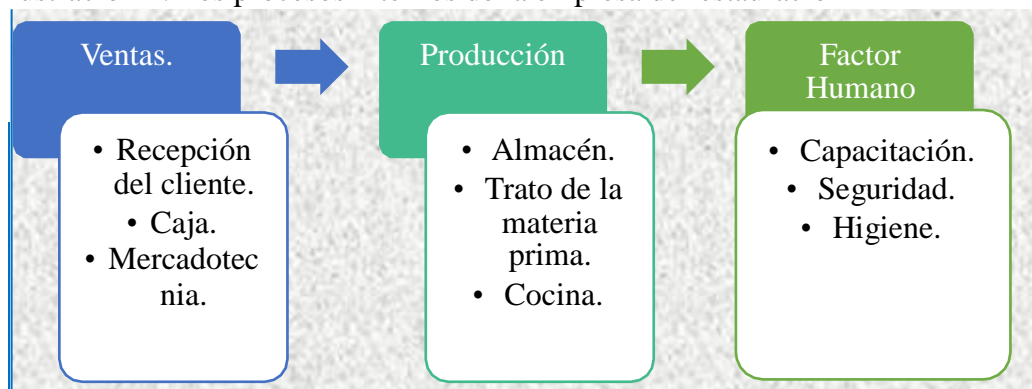 Ventas.
• Recepción
del cliente.
• Caja.
• Mercadotec
nia.
Producción
• Almacén.
• Trato de la
materia
prima.
• Cocina.
Factor
Humano
• Capacitación.
• Seguridad.
• Higiene.